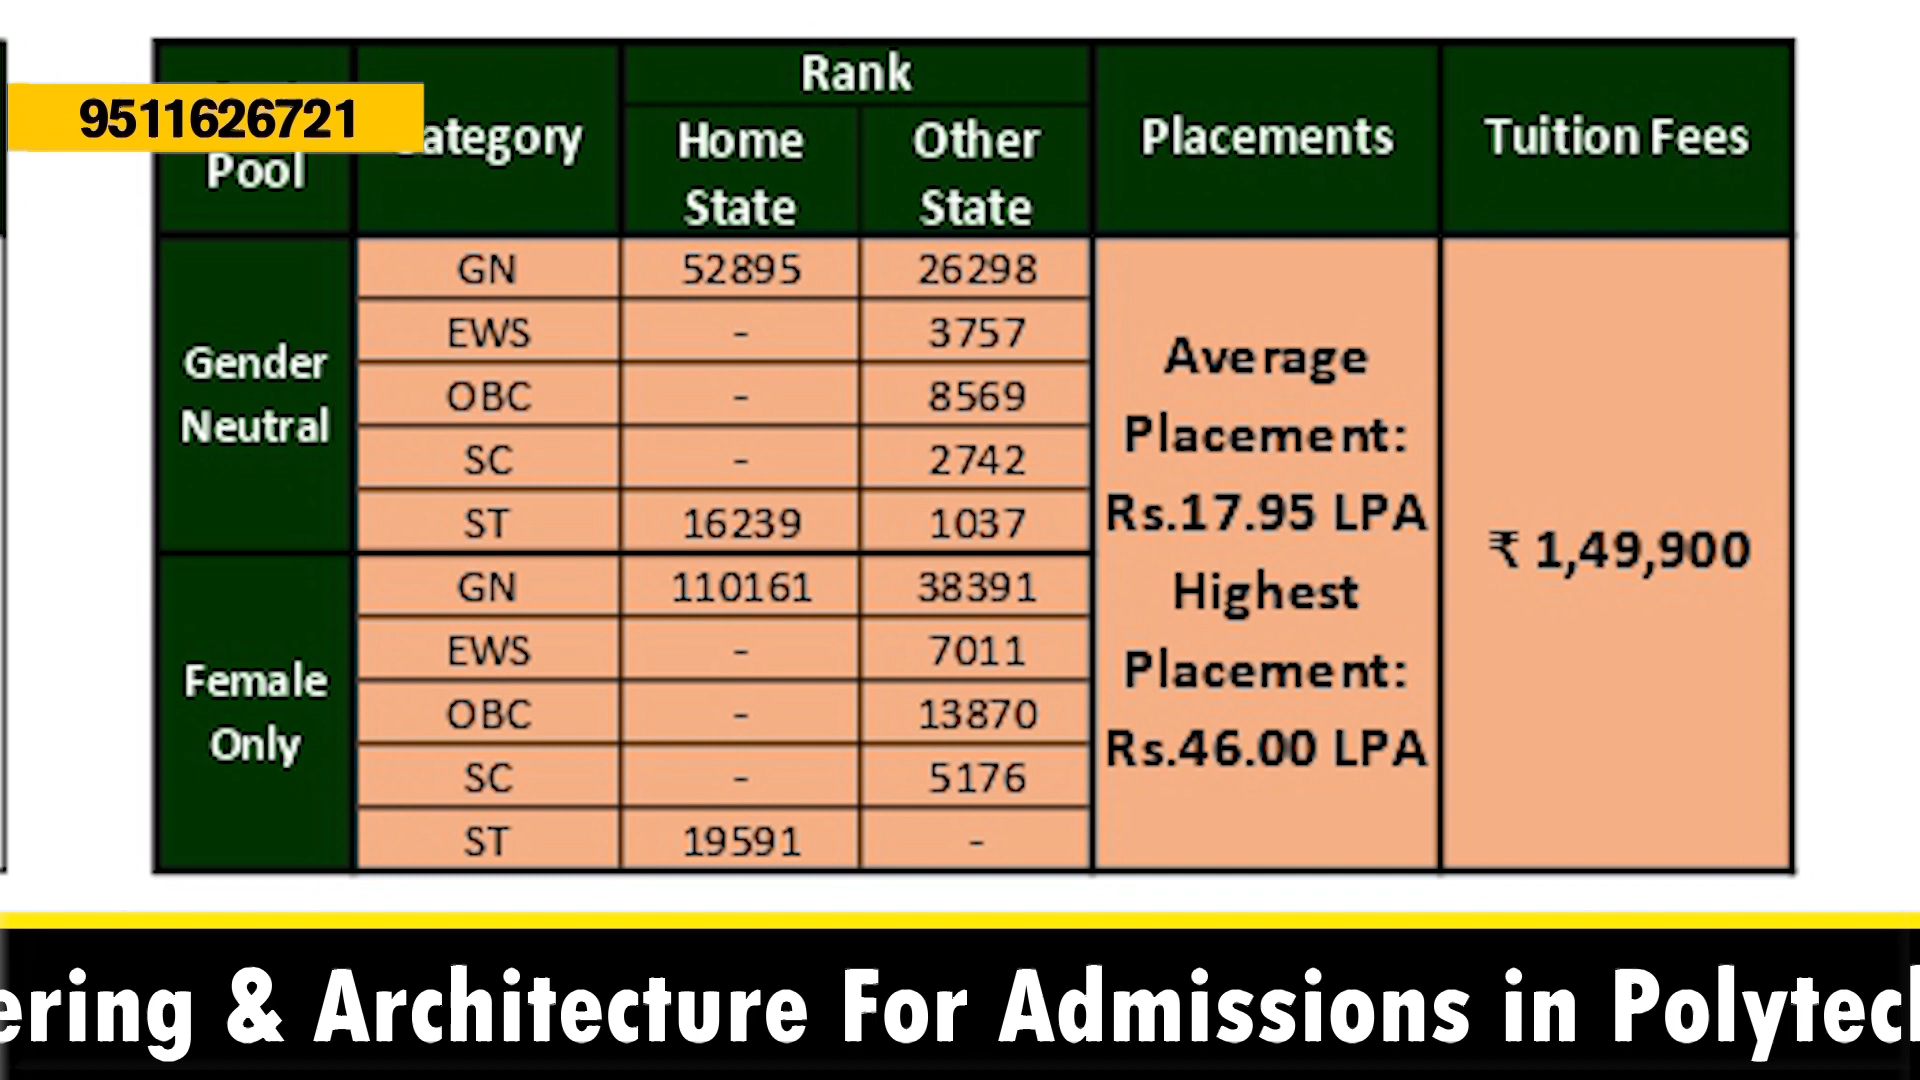 9511626721
Pool
Category
Rank
Home
State
Other
State
Placements
Tuition Fees
Gender
Neutral
GN 52895 26298
EWS - 3757
OBC - 8569
SC - 2742
ST 16239 1037
Female
Only
GN 110161 38391
EWS - 7011
OBC - 13870
SC - 5176
ST 19591 -
Average
Placement:
Rs.17.95 LPA
Highest
Placement:
Rs.46.00 LPA
₹ 1,49,900
ering & Architecture For Admissions in Polytec